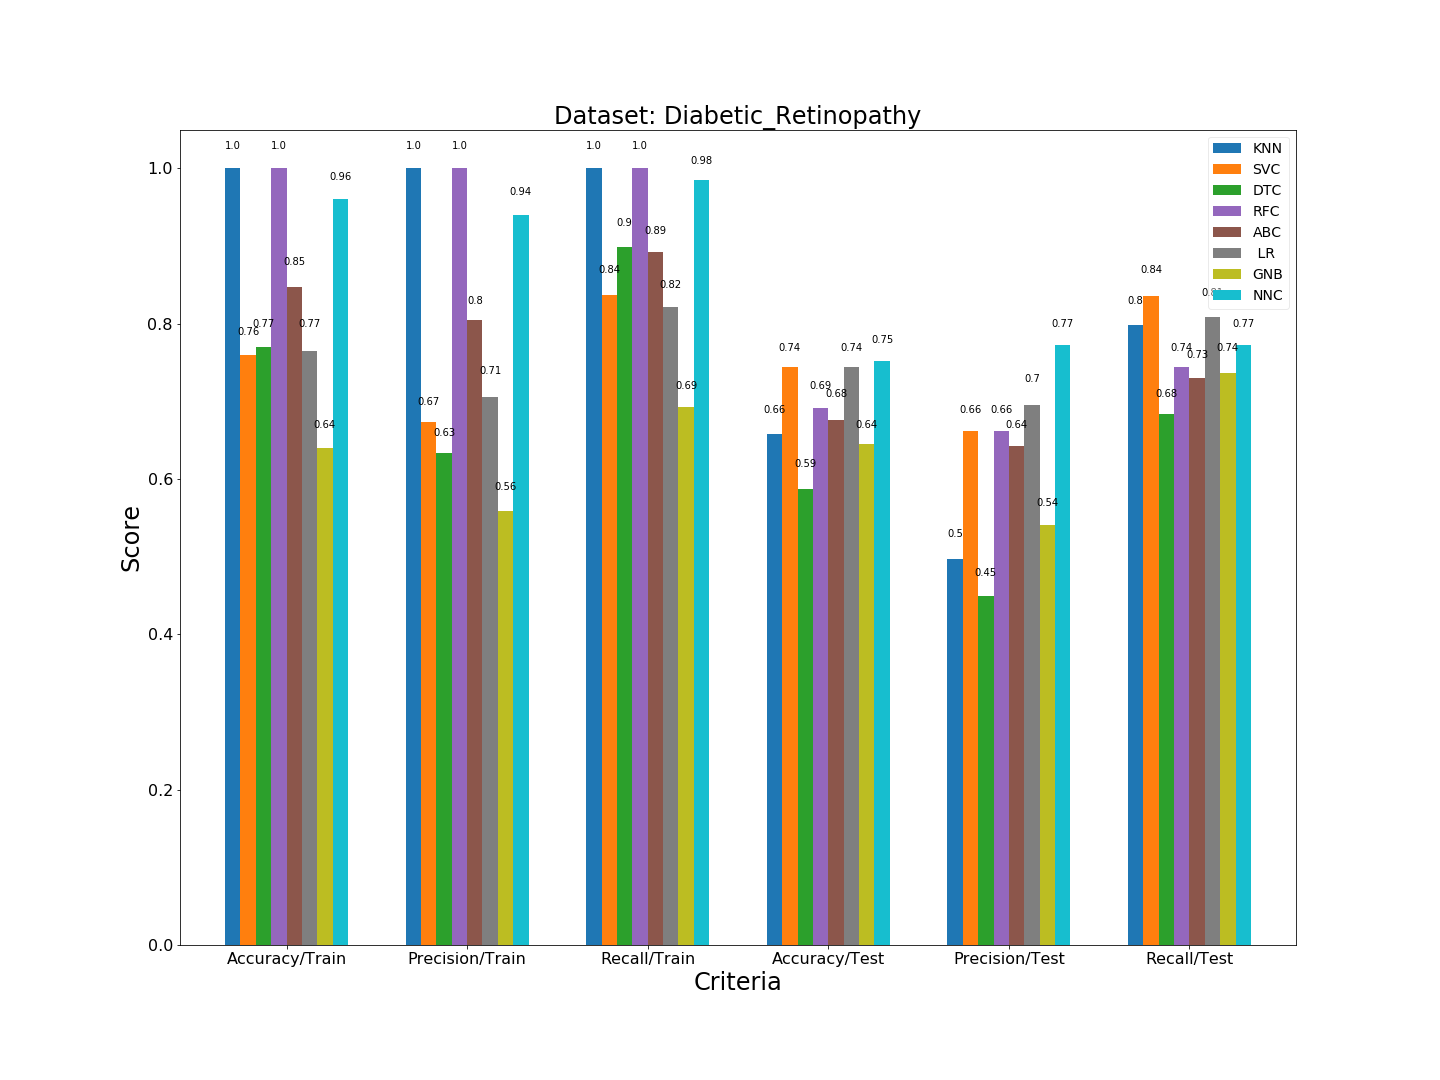 Dataset: Diabetic_Retinopathy
1.0 1.0 1.0 1.0 1.0 1.0
0.98
0.96
0.94
0.9
0.89
0.85
0.84
0.82
0.8
0.77 0.77
0.76
0.71
0.69
0.67
0.64
0.63
0.56
0.84
0.81
0.8
0.77 0.77
0.75
0.74 0.74 0.74 0.74
0.73
0.7
0.69
0.68 0.68
0.66 0.66 0.66
0.64 0.64
0.59
0.54
0.5
0.45
KNN
SVC
DTC
RFC
ABC
LR
GNB
NNC
1.0
0.8
0.6
0.4
0.2
0.0
Score
Accuracy/Train Precision/Train Recall/Train Accuracy/Test Precision/Test Recall/Test
Criteria